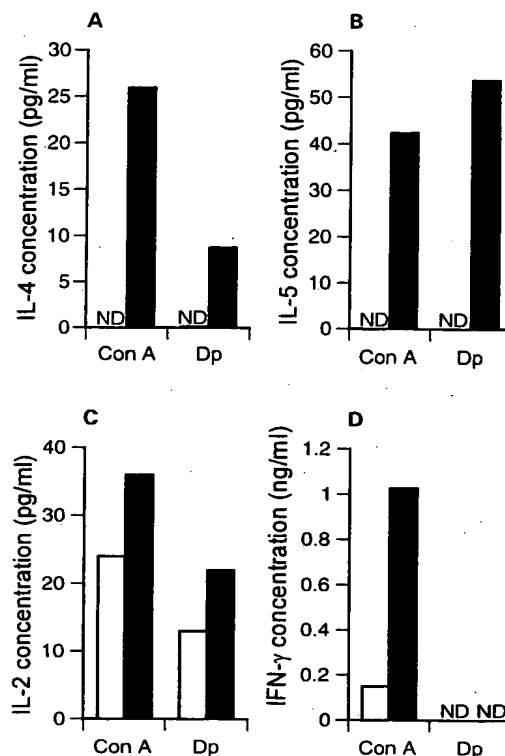 A
IL-4 concentration (pg/ml)
30
25
20
15
10
5
0
ND
ND
Con A
Dp
B
IL-5 concentration (pg/ml)
60
50
40
30
20
10
0
ND
ND
Con A
Dp
C
IL-2 concentration (pg/ml)
40
30
20
10
0
Con A
Dp
D
IFN-γ concentration (ng/ml)
1.2
1
0.8
0.6
0.4
0.2
0
ND ND
Con A
Dp